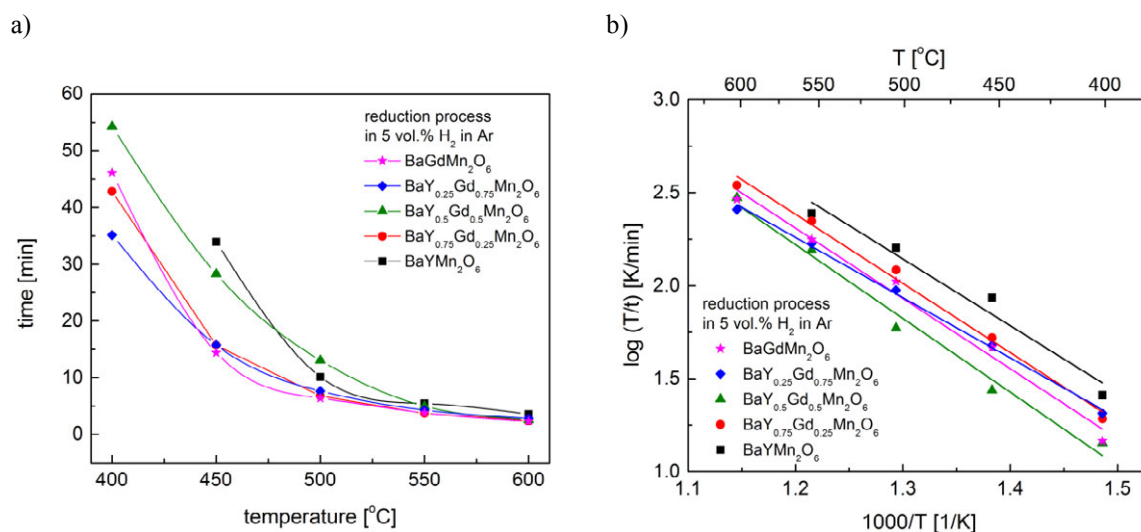 a)
60
50
40
30
20
10
0
time [min]
reduction process
in 5 vol.% H₂ in Ar
BaGdMn₂O₆
BaY₀.₂₅Gd₀.₇₅Mn₂O₆
BaY₀.₅Gd₀.₅Mn₂O₆
BaY₀.₇₅Gd₀.₂₅Mn₂O₆
BaYMn₂O₆
400 450 500 550 600
temperature [°C]
b)
T [°C]
600 550 500 450 400
3.0
2.5
2.0
1.5
1.0
log (T/t) [K/min]
reduction process
in 5 vol.% H₂ in Ar
BaGdMn₂O₆
BaY₀.₂₅Gd₀.₇₅Mn₂O₆
BaY₀.₅Gd₀.₅Mn₂O₆
BaY₀.₇₅Gd₀.₂₅Mn₂O₆
BaYMn₂O₆
1.1 1.2 1.3 1.4 1.5
1000/T [1/K]